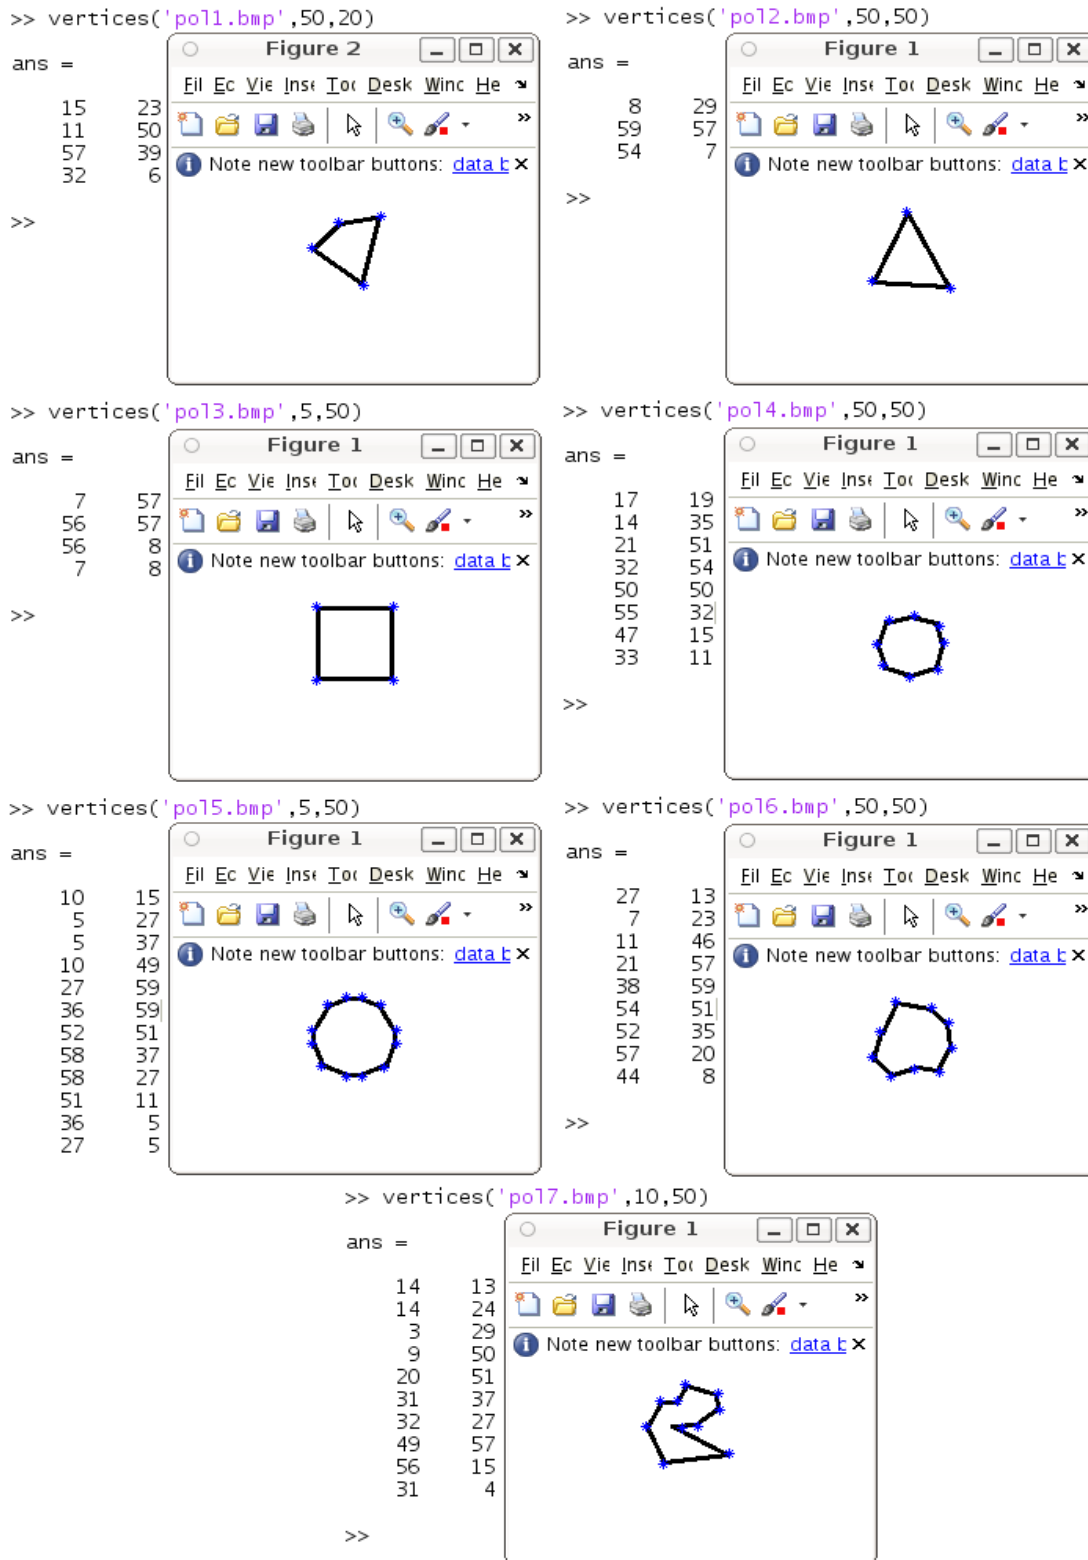 >> vertices('pol1.bmp',50,20)
ans =
15 23
11 50
57 39
32 6
>>
Figure 2
Fil Ec Vie Inse Toc Desk Winc He
Note new toolbar buttons: data b
>> vertices('pol2.bmp',50,50)
ans =
8 29
59 57
54 7
>>
Figure 1
Fil Ec Vie Inse Toc Desk Winc He
Note new toolbar buttons: data b
>> vertices('pol3.bmp',5,50)
ans =
7 57
56 57
56 8
7 8
>>
Figure 1
Fil Ec Vie Inse Toc Desk Winc He
Note new toolbar buttons: data b
>> vertices('pol4.bmp',50,50)
ans =
17 19
14 35
21 51
32 54
50 50
55 32
47 15
33 11
>>
Figure 1
Fil Ec Vie Inse Toc Desk Winc He
Note new toolbar buttons: data b
>> vertices('pol5.bmp',5,50)
ans =
10 15
5 27
5 37
10 49
27 59
36 59
52 51
58 37
58 27
51 11
36 5
27 5
Figure 1
Fil Ec Vie Inse Toc Desk Winc He
Note new toolbar buttons: data b
>> vertices('pol6.bmp',50,50)
ans =
27 13
7 23
11 46
21 57
38 59
54 51
52 35
57 20
44 8
>>
Figure 1
Fil Ec Vie Inse Toc Desk Winc He
Note new toolbar buttons: data b
>> vertices('pol7.bmp',10,50)
ans =
14 13
14 24
3 29
9 50
20 51
31 37
32 27
49 57
56 15
31 4
>>
Figure 1
Fil Ec Vie Inse Toc Desk Winc He
Note new toolbar buttons: data b